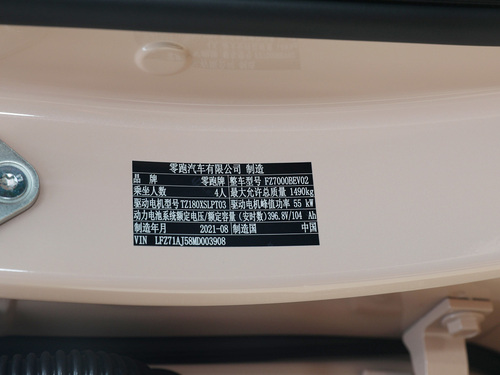 零跑汽车有限公司 制造
品 牌 零跑牌 整车型号 FZ7000BEV02
乘坐人数 4人 最大允许总质量 1490kg
驱动电机型号 TZ180XSLPT03 驱动电机峰值功率 55 kW
动力电池系统额定电压/额定容量(安时数) 396.8V/104 Ah
制造年月 2021-08 制造国 中国
VIN LFZ71AJ58MD003908